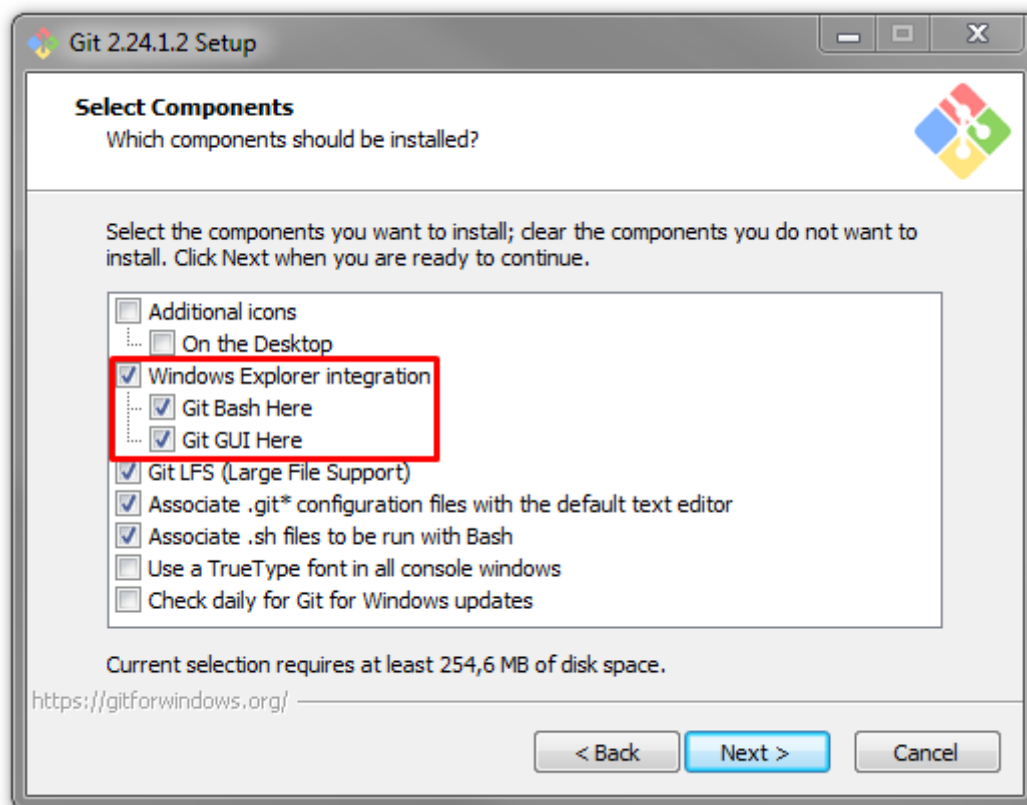 Git 2.24.1.2 Setup
Select Components
Which components should be installed?
Select the components you want to install; clear the components you do not want to
install. Click Next when you are ready to continue.
Additional icons
On the Desktop
Windows Explorer integration
Git Bash Here
Git GUI Here
Git LFS (Large File Support)
Associate .git* configuration files with the default text editor
Associate .sh files to be run with Bash
Use a TrueType font in all console windows
Check daily for Git for Windows updates
Current selection requires at least 254,6 MB of disk space.
https://gitforwindows.org/
< Back
Next >
Cancel